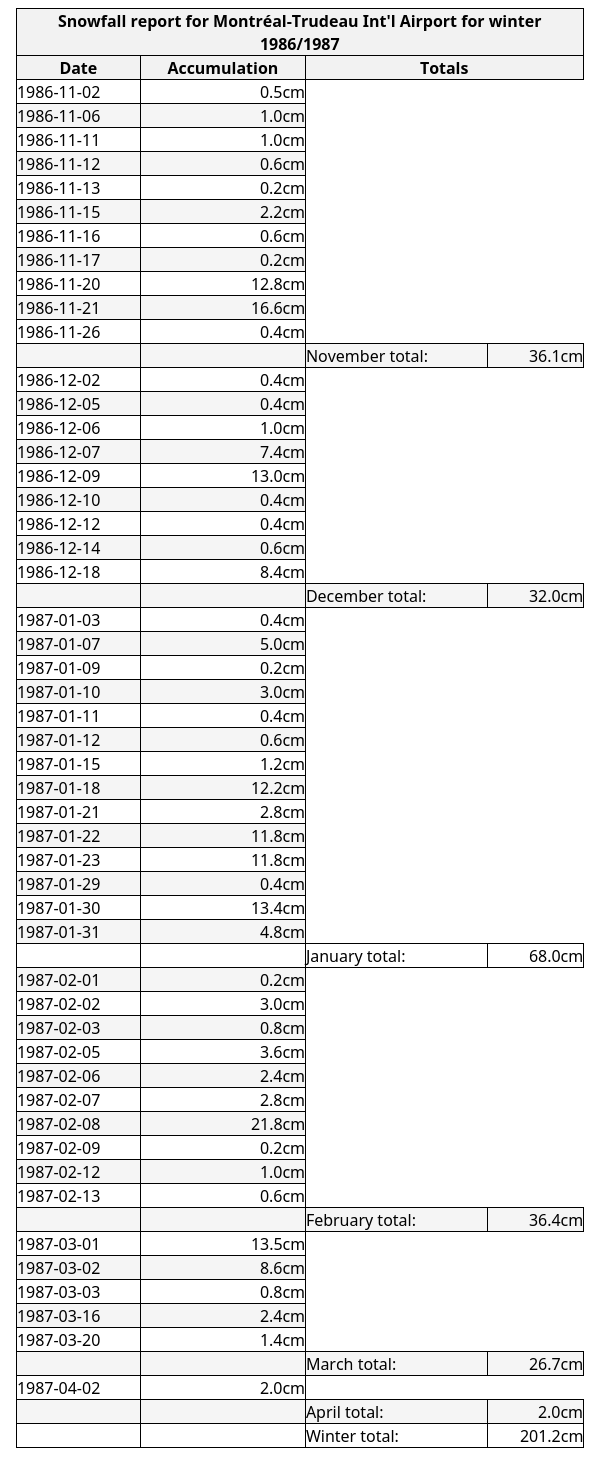 Snowfall report for Montréal-Trudeau Int'l Airport for winter
1986/1987
Date Accumulation Totals
1986-11-02 0.5cm
1986-11-06 1.0cm
1986-11-11 1.0cm
1986-11-12 0.6cm
1986-11-13 0.2cm
1986-11-15 2.2cm
1986-11-16 0.6cm
1986-11-17 0.2cm
1986-11-20 12.8cm
1986-11-21 16.6cm
1986-11-26 0.4cm
November total: 36.1cm
1986-12-02 0.4cm
1986-12-05 0.4cm
1986-12-06 1.0cm
1986-12-07 7.4cm
1986-12-09 13.0cm
1986-12-10 0.4cm
1986-12-12 0.4cm
1986-12-14 0.6cm
1986-12-18 8.4cm
December total: 32.0cm
1987-01-03 0.4cm
1987-01-07 5.0cm
1987-01-09 0.2cm
1987-01-10 3.0cm
1987-01-11 0.4cm
1987-01-12 0.6cm
1987-01-15 1.2cm
1987-01-18 12.2cm
1987-01-21 2.8cm
1987-01-22 11.8cm
1987-01-23 11.8cm
1987-01-29 0.4cm
1987-01-30 13.4cm
1987-01-31 4.8cm
January total: 68.0cm
1987-02-01 0.2cm
1987-02-02 3.0cm
1987-02-03 0.8cm
1987-02-05 3.6cm
1987-02-06 2.4cm
1987-02-07 2.8cm
1987-02-08 21.8cm
1987-02-09 0.2cm
1987-02-12 1.0cm
1987-02-13 0.6cm
February total: 36.4cm
1987-03-01 13.5cm
1987-03-02 8.6cm
1987-03-03 0.8cm
1987-03-16 2.4cm
1987-03-20 1.4cm
March total: 26.7cm
1987-04-02 2.0cm
April total: 2.0cm
Winter total: 201.2cm